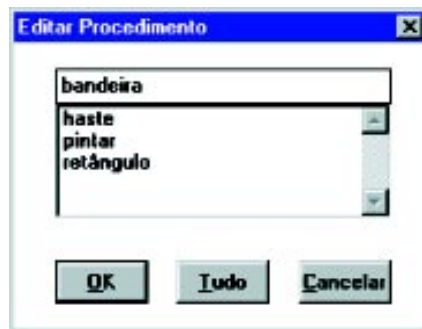 Editar Procedimento
bandeira
haste
pintar
retângulo
OK Tudo Cancelar